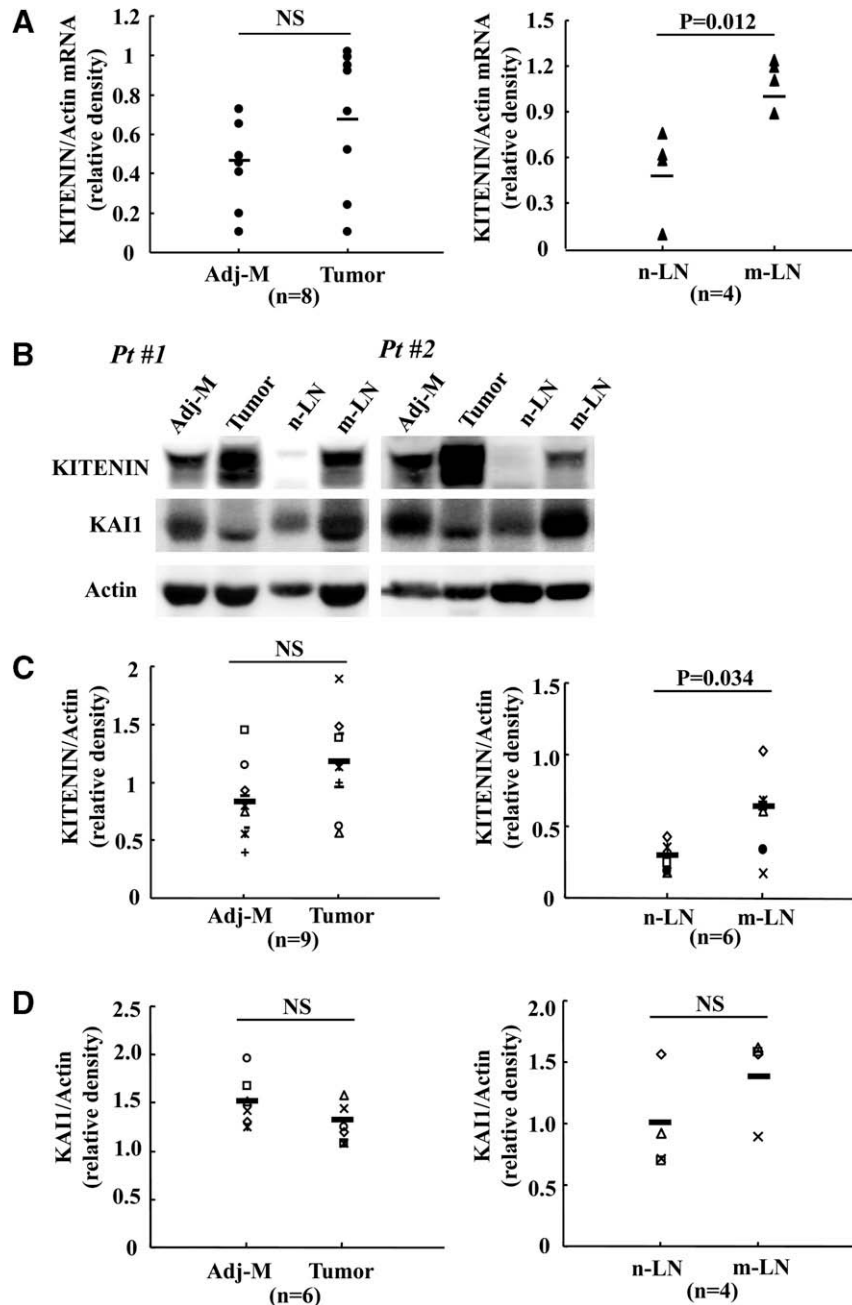 A
KITENIN/Actin mRNA
(relative density)
1.2
1
0.8
0.6
0.4
0.2
0
NS
Adj-M Tumor
(n=8)
KITENIN/Actin mRNA
(relative density)
1.5
1.2
0.9
0.6
0.3
0
P=0.012
n-LN m-LN
(n=4)
B
Pt #1 Pt #2
Adj-M Tumor n-LN m-LN Adj-M Tumor n-LN m-LN
KITENIN
KAI1
Actin
C
KITENIN/Actin
(relative density)
2
1.5
1
0.5
0
NS
Adj-M Tumor
(n=9)
KITENIN/Actin
(relative density)
1.5
1.0
0.5
0
P=0.034
n-LN m-LN
(n=6)
D
KAI1/Actin
(relative density)
2.5
2.0
1.5
1.0
0.5
0
NS
Adj-M Tumor
(n=6)
KAI1/Actin
(relative density)
2.0
1.5
1.0
0.5
0
NS
n-LN m-LN
(n=4)